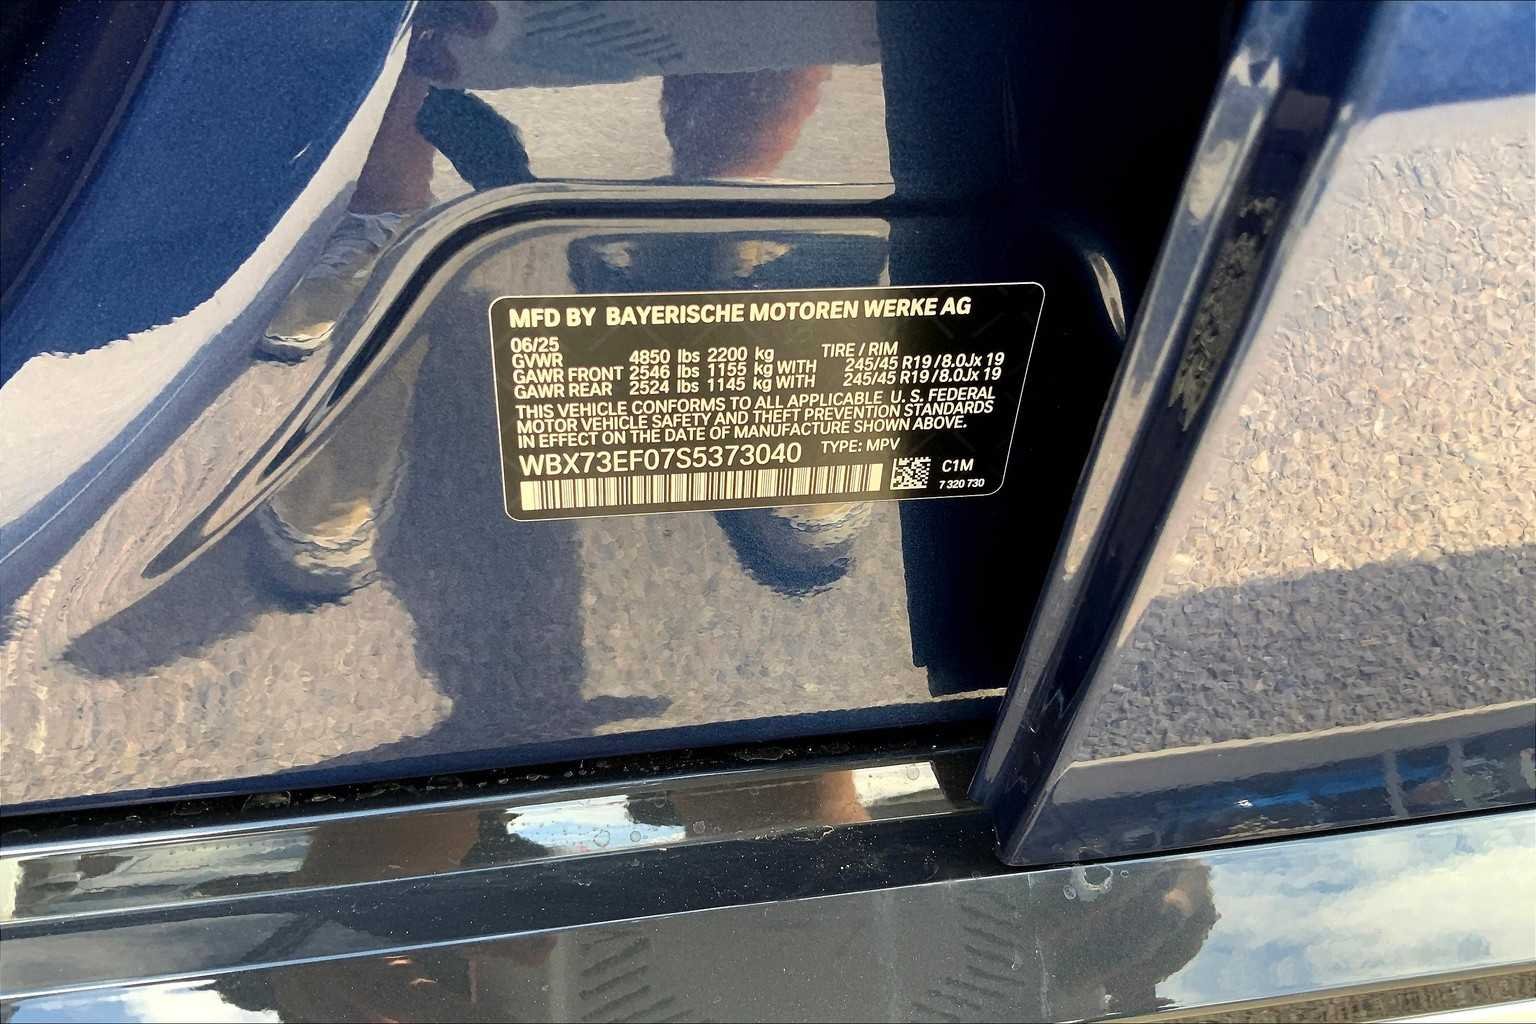 MFD BY BAYERISCHE MOTOREN WERKE AG
06/25 TIRE / RIM
GVWR 4850 lbs 2200 kg
GAWR FRONT 2546 lbs 1155 kg WITH 245/45 R19 /8.0Jx 19
GAWR REAR 2524 lbs 1145 kg WITH 245/45 R19 /8.0Jx 19
THIS VEHICLE CONFORMS TO ALL APPLICABLE U. S. FEDERAL
MOTOR VEHICLE SAFETY AND THEFT PREVENTION STANDARDS
IN EFFECT ON THE DATE OF MANUFACTURE SHOWN ABOVE.
WBX73EF07S5373040 TYPE: MPV
C1M
7 320 730